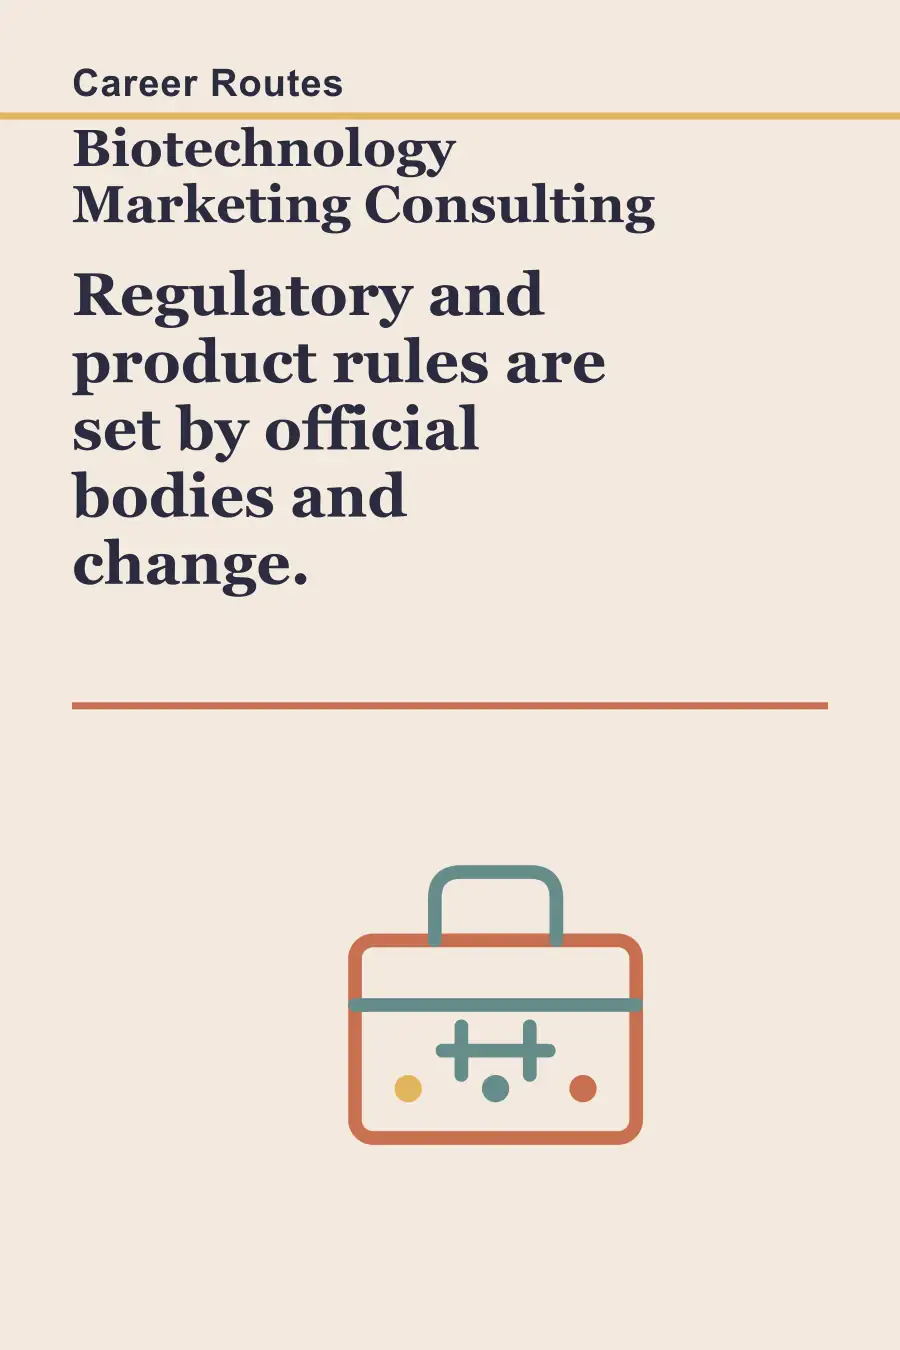 Career Routes
Biotechnology
Marketing Consulting
Regulatory and
product rules are
set by official
bodies and
change.